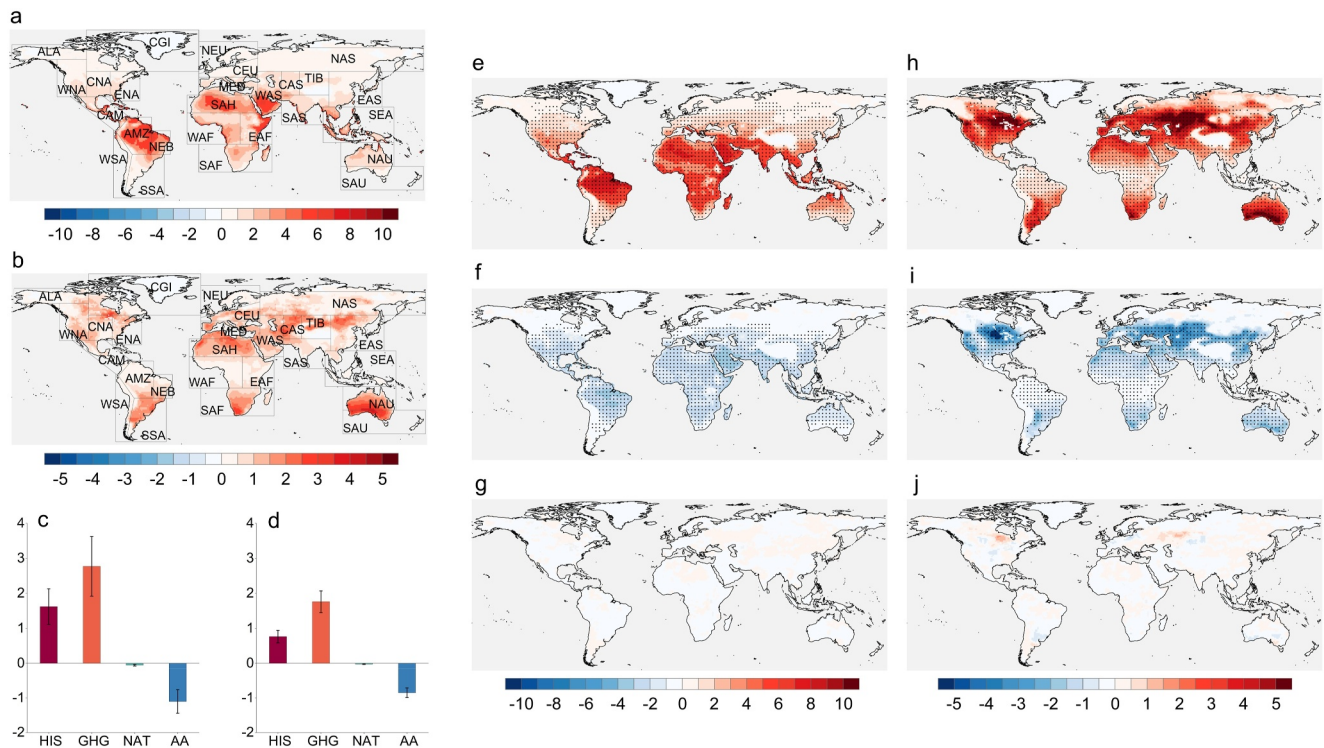 a
ALA CGI NEU NAS
WNA CNA ENA CEU MED CAS TIB
CAM SAH WAS SAS EAS SEA
AMZ NEB WAF EAF
WSA SAF NAU
SSA SAU
-10 -8 -6 -4 -2 0 2 4 6 8 10
b
ALA CGI NEU NAS
WNA CNA ENA CEU MED CAS TIB
CAM SAH WAS SAS EAS SEA
AMZ NEB WAF EAF
WSA SAF NAU
SSA SAU
-5 -4 -3 -2 -1 0 1 2 3 4 5
c
4
3
2
1
0
-1
-2
HIS GHG NAT AA
d
4
3
2
1
0
-1
-2
HIS GHG NAT AA
e
f
g
-10 -8 -6 -4 -2 0 2 4 6 8 10
h
i
j
-5 -4 -3 -2 -1 0 1 2 3 4 5